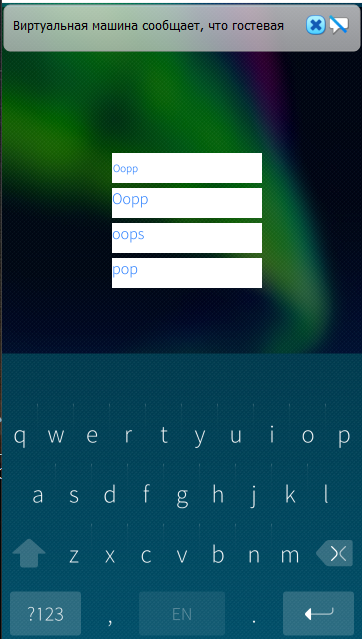 Виртуальная машина сообщает, что гостевая
Oopp
Oopp
oops
pop
q w e r t y u i o p
a s d f g h j k l
z x c v b n m
?123 , EN .